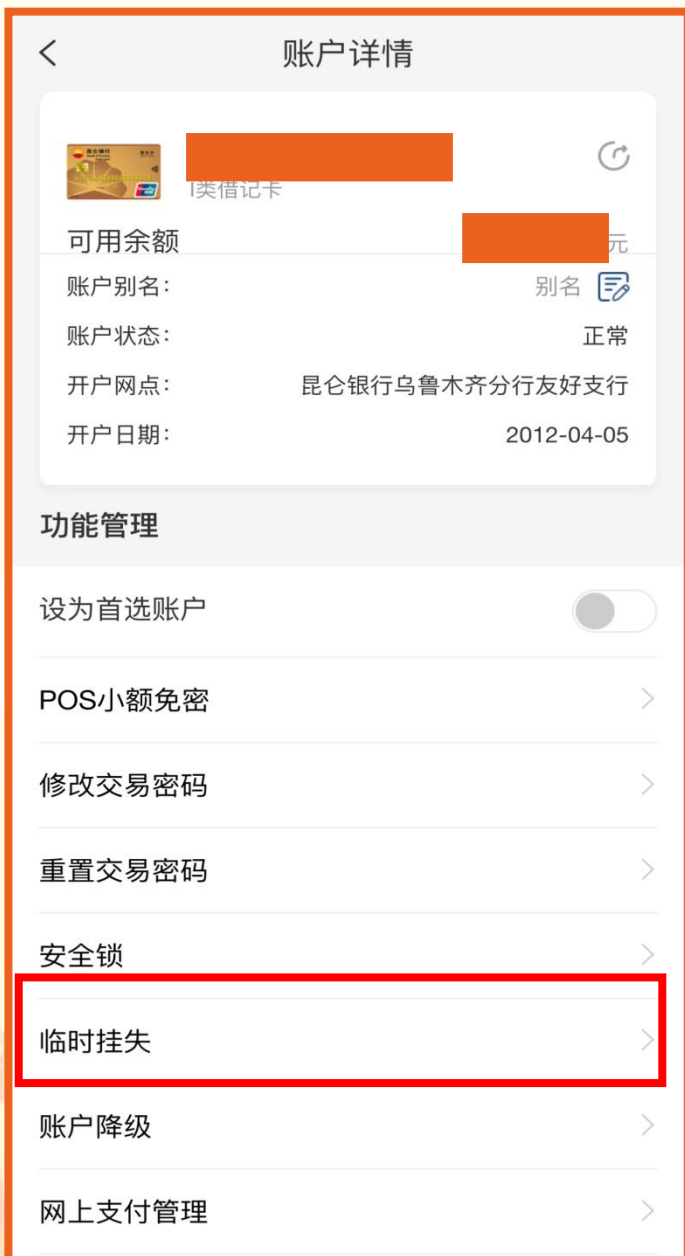 账户详情
昆仑银行
I类借记卡
可用余额
元
账户别名：
别名
账户状态：
正常
开户网点：
昆仑银行乌鲁木齐分行友好支行
开户日期：
2012-04-05
功能管理
设为首选账户
POS小额免密
修改交易密码
重置交易密码
安全锁
临时挂失
账户降级
网上支付管理